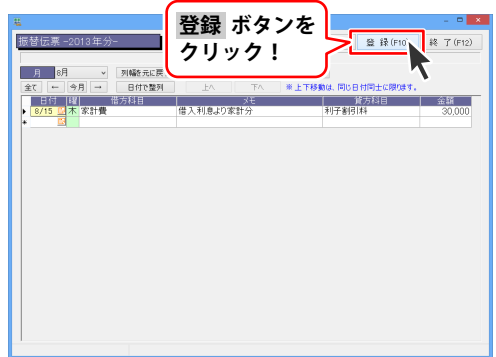 登録 ボタンを
クリック！
振替伝票 -2013年分-
登 録(F10)
終 了(F12)
月
8月
列幅を元に戻
全て
←
今月
→
日付で整列
上へ
下へ
※上下移動は、同じ日付同士に限ります。
日付 曜 借方科目 メモ 貸方科目 金額
8/15 木 家計費 借入利息より家計分 利子割引料 30,000